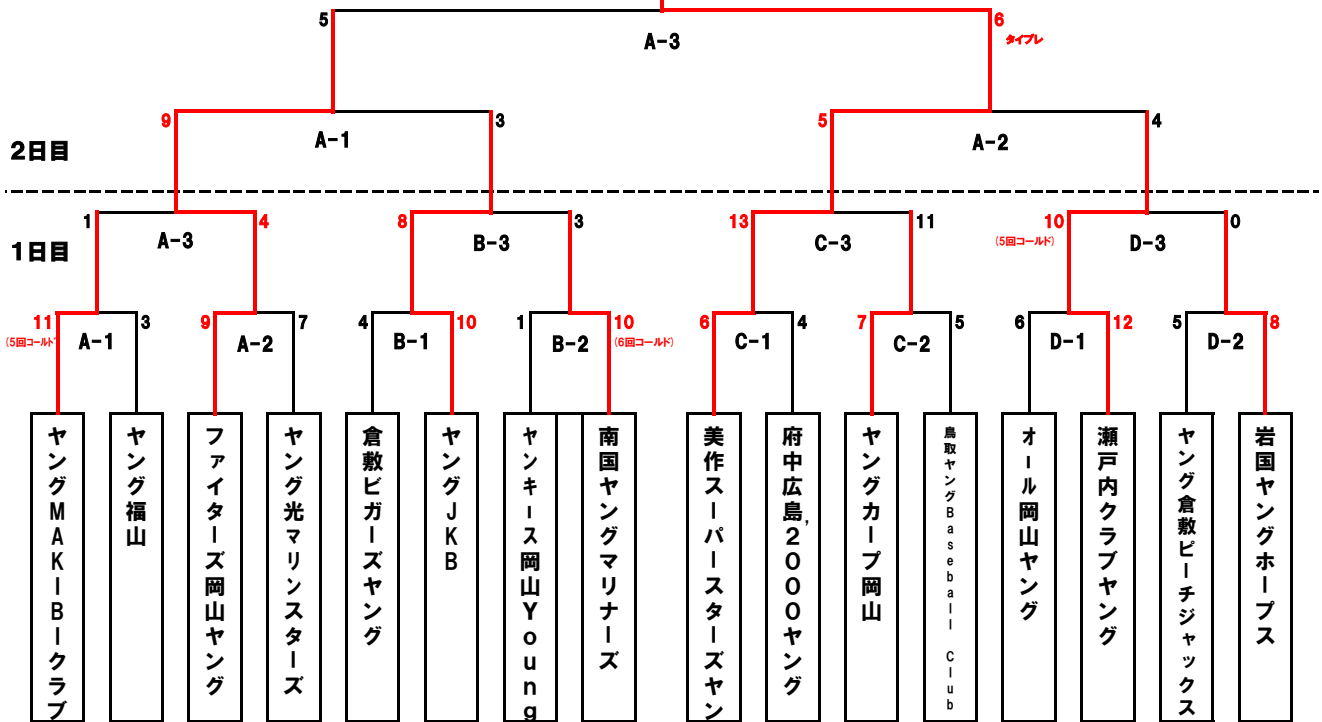 5
6
A-3
タイブレ
9
3
5
4
A-1
A-2
2日目
1
4
8
3
13
11
10
0
A-3
B-3
C-3
(5回コールド)
D-3
1日目
11
3
9
7
4
10
1
10
6
4
7
5
6
12
5
8
(5回コールド
A-1
A-2
B-1
B-2
(6回コールド)
C-1
C-2
D-1
D-2
ヤングMAKIBIクラブ
ヤング福山
ファイターズ岡山ヤング
ヤング光マリンスターズ
倉敷ビガーズヤング
ヤングJKB
ヤンキース岡山Young
南国ヤングマリナーズ
美作スーパースターズヤン
府中広島,2000ヤング
ヤングカープ岡山
鳥取ヤングBaseball Club
オール岡山ヤング
瀬戸内クラブヤング
ヤング倉敷ピーチジャックス
岩国ヤングホープス